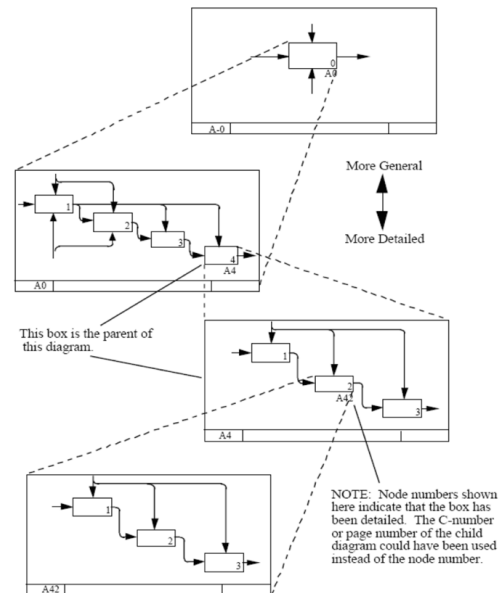 0
A0
A-0
More General
More Detailed
1
2
3
4
A4
A0
This box is the parent of
this diagram.
1
2
A42
3
A4
NOTE: Node numbers shown
here indicate that the box has
been detailed. The C-number
or page number of the child
diagram could have been used
instead of the node number.
1
2
3
A42